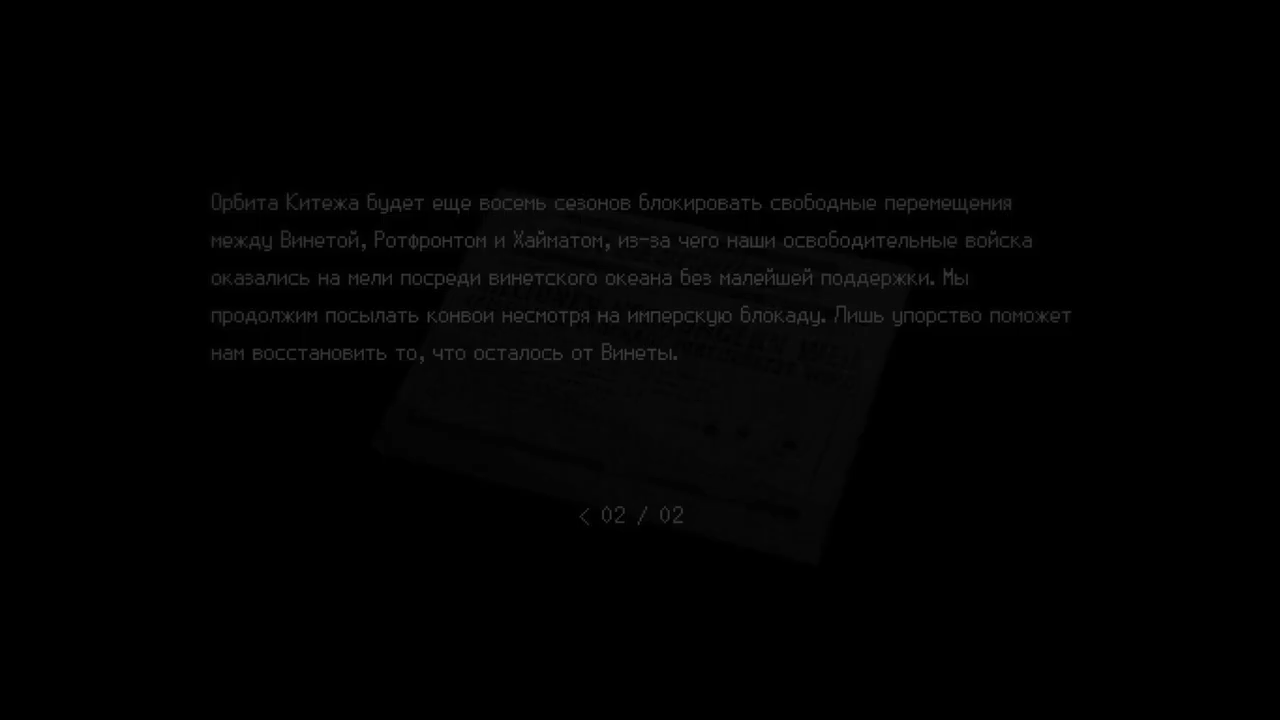 Орбита Китежа будет еще восемь сезонов блокировать свободные перемещения
между Винетой, Ротфронтом и Хайматом, из-за чего наши освободительные войска
оказались на мели посреди винетского океана без малейшей поддержки. Мы
продолжим посылать конвои несмотря на имперскую блокаду. Лишь упорство поможет
нам восстановить то, что осталось от Винеты.
< 02 / 02